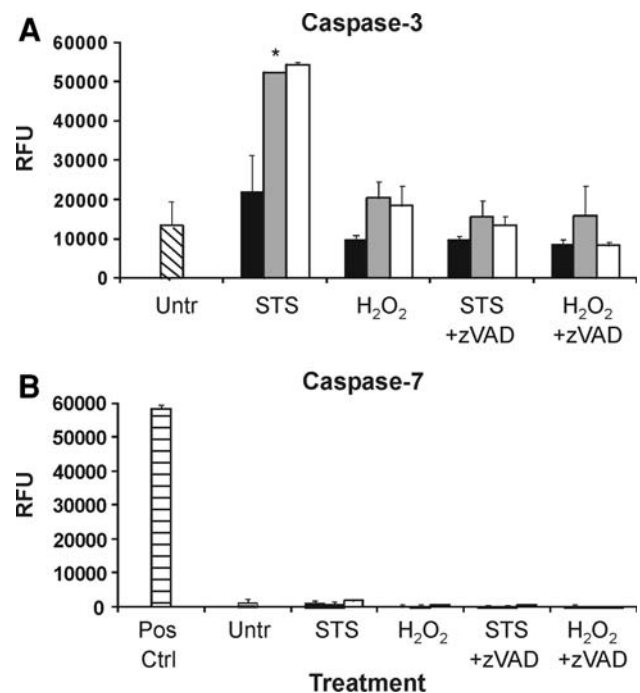 A
Caspase-3
60000
50000
40000
30000
20000
10000
0
RFU
*
Untr STS H₂O₂ STS H₂O₂
+zVAD +zVAD
B
Caspase-7
60000
50000
40000
30000
20000
10000
0
RFU
Pos Untr STS H₂O₂ STS H₂O₂
Ctrl +zVAD +zVAD
Treatment